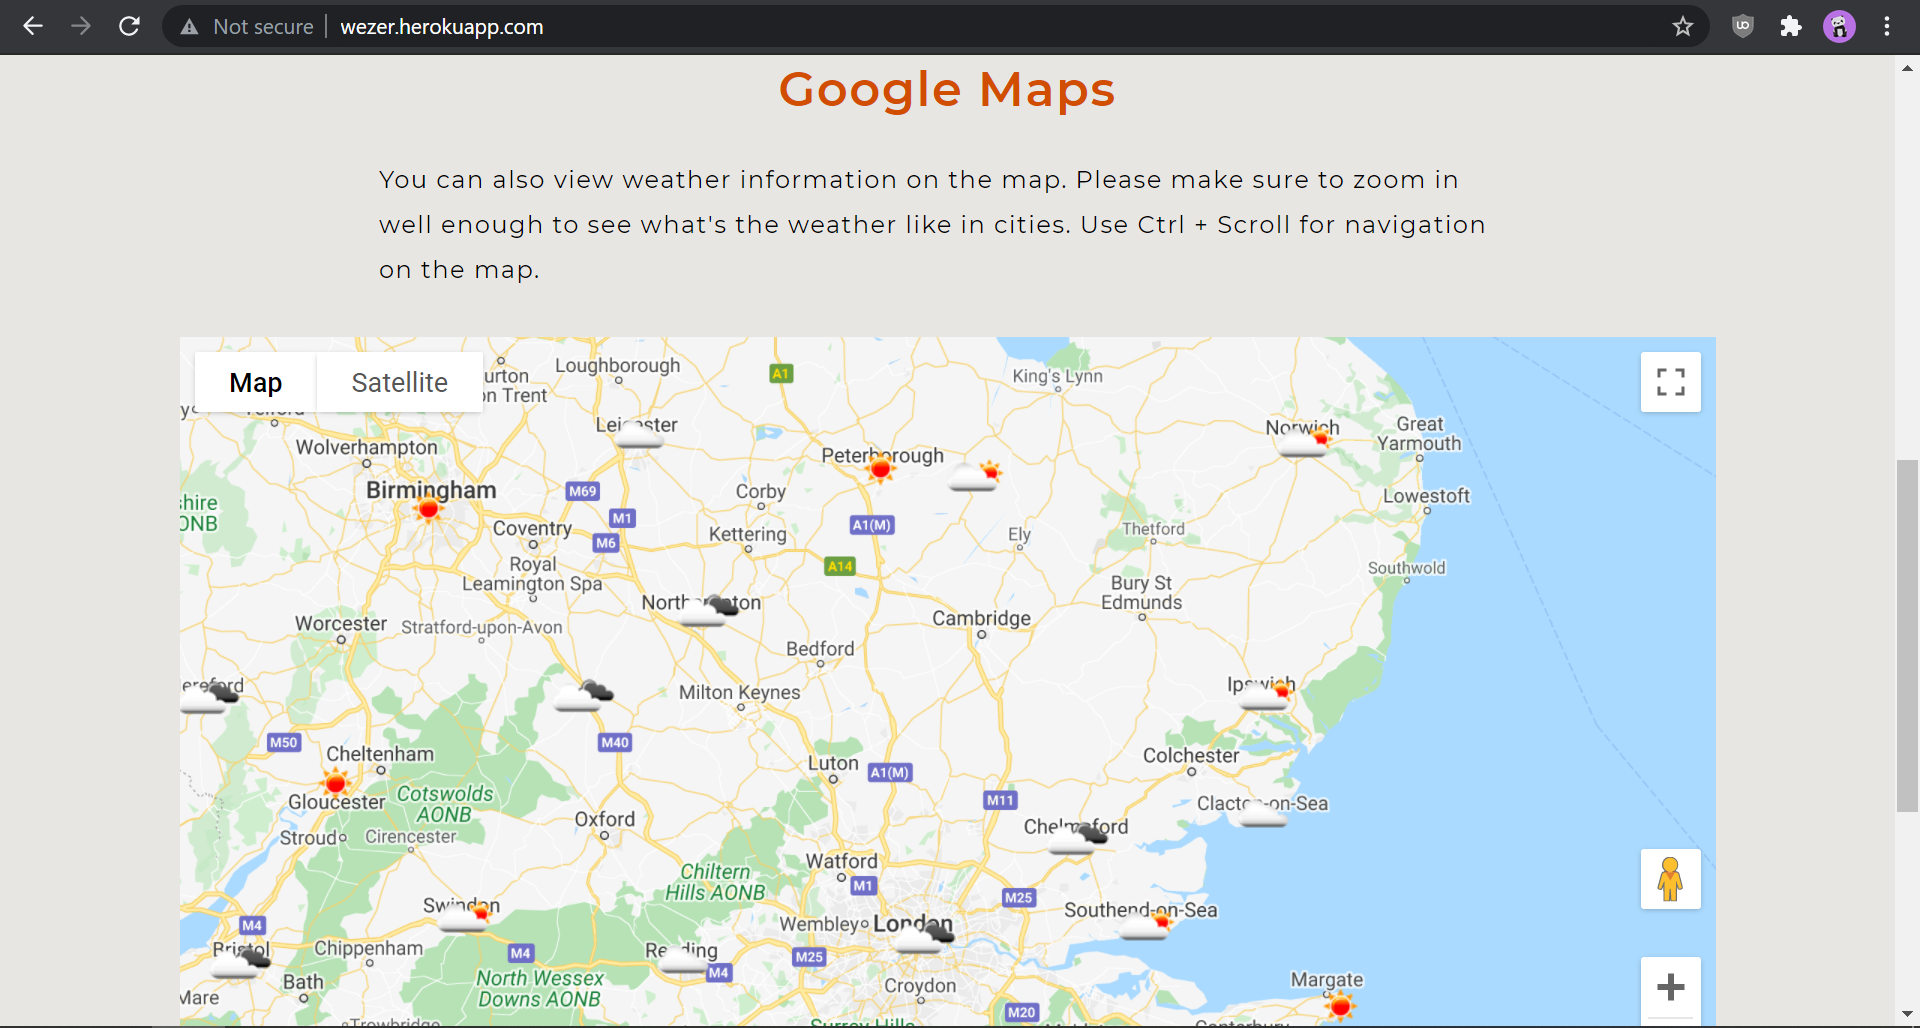 Not secure
wezer.herokuapp.com
Google Maps
You can also view weather information on the map. Please make sure to zoom in
well enough to see what's the weather like in cities. Use Ctrl + Scroll for navigation
on the map.
Map
Satellite
Loughborough
A1
King's Lynn
urton
on Trent
Leicester
Norwich
Great
Yarmouth
Wolverhampton
Peterborough
Birmingham
M69
Corby
Lowestoft
shire
ONB
M1
Coventry
A1(M)
Kettering
Ely
Thetford
M6
Royal
Leamington Spa
A14
Southwold
Bury St
Edmunds
Northampton
Worcester
Stratford-upon-Avon
Cambridge
Bedford
ereford
Milton Keynes
Ipswich
M50
M40
Cheltenham
Colchester
Luton
A1(M)
Gloucester
Cotswolds
AONB
M11
Clacton-on-Sea
Stroud
Cirencester
Oxford
Chelmsford
Watford
Chiltern
Hills AONB
M1
M25
Swindon
Southend-on-Sea
M4
Wembley
London
Bristol
Chippenham
M4
Reading
M25
M4
Bath
North Wessex
Downs AONB
Croydon
Margate
Mare
M20
Trowbridge
Surrey Hills
Canterbury